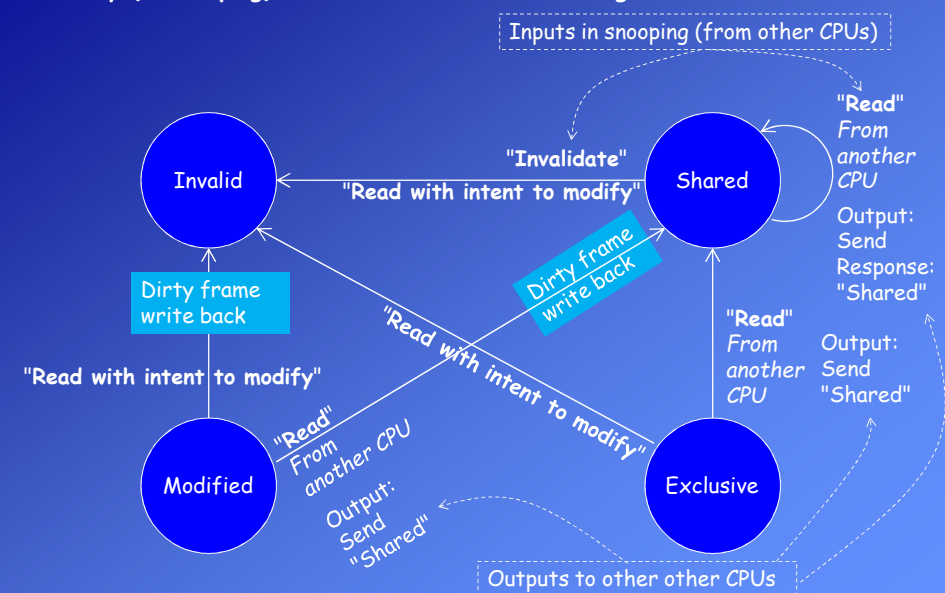 Inputs in snooping (from other CPUs)
"Read"
From
another
CPU
Output:
Send
Response:
"Shared"
"Invalidate"
"Read with intent to modify"
Invalid
Shared
Dirty frame
write back
Dirty frame
write back
"Read with intent to modify"
"Read"
From
another
CPU
Output:
Send
"Shared"
"Read with intent to modify"
"Read"
From
another CPU
Output:
Send
"Shared"
Modified
Exclusive
Outputs to other other CPUs